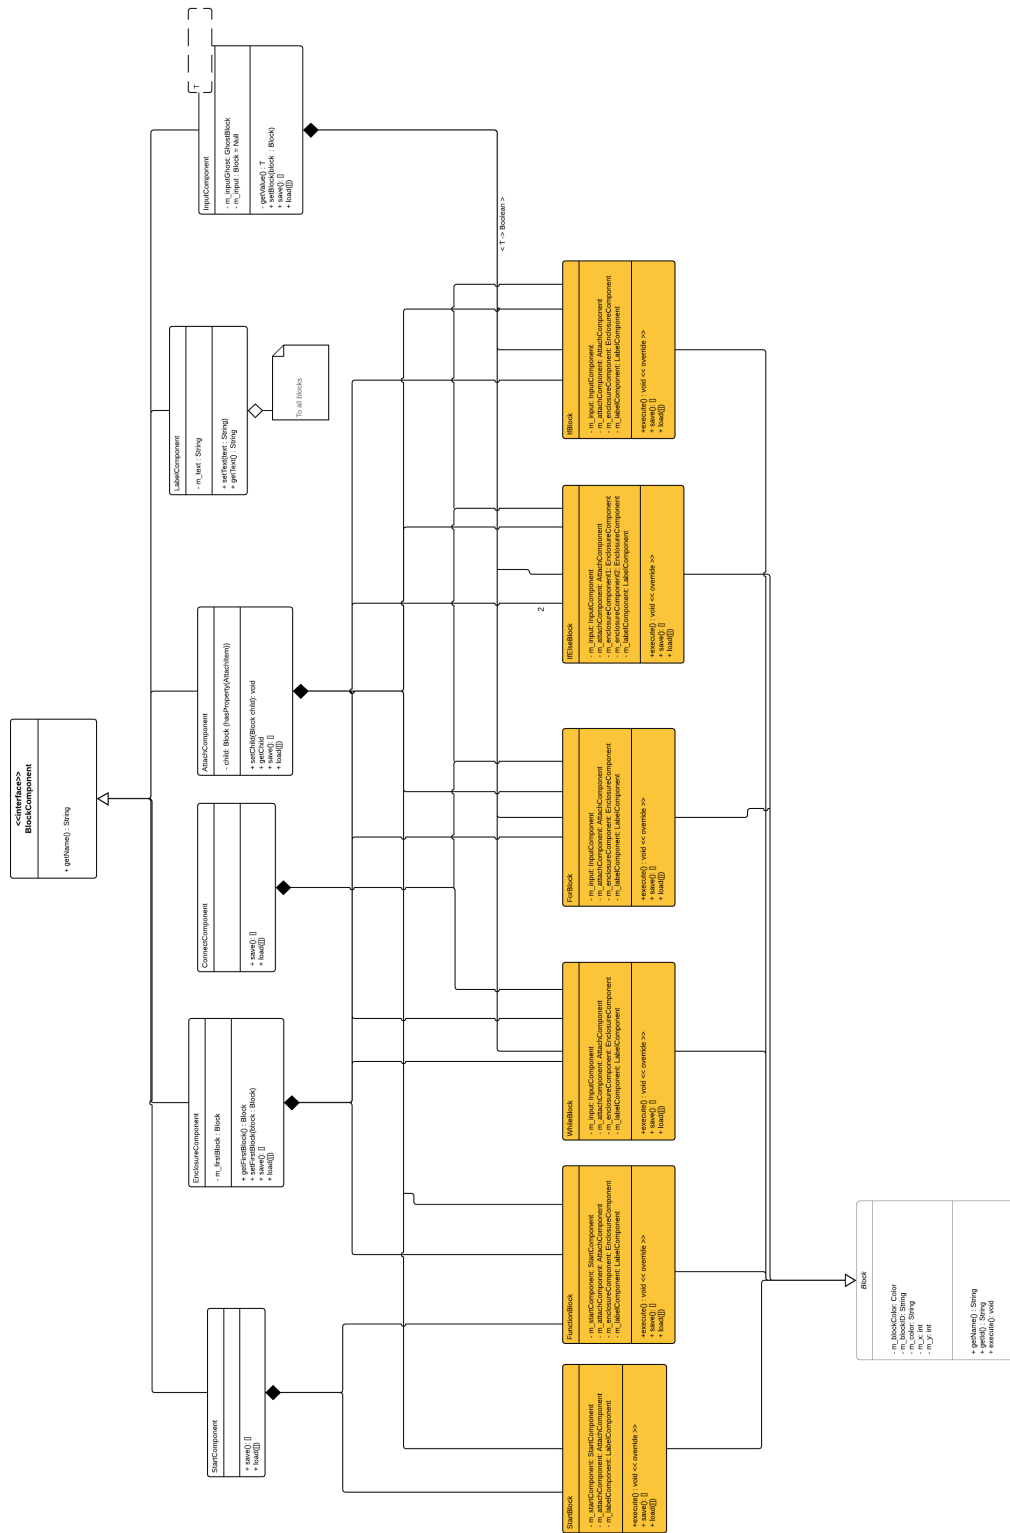 <<interface>>
BlockComponent
+ getName() : String
StartComponent
+ save(): []
+ load([])
EnclosureComponent
- m_firstBlock : Block
+ getFirstBlock() : Block
+ setFirstBlock(block : Block)
+ save(): []
+ load([])
ConnectComponent
+ save(): []
+ load([])
AttachComponent
- child: Block (hasProperty(AttachItem))
+ setChild(Block child): void
+ getChild
+ save(): []
+ load([])
LabelComponent
- m_text : String
+ setText(text : String)
+ getText() : String
To all blocks
T
InputComponent
- m_inputGhost: GhostBlock
- m_input : Block = Null
- getValue() : T
+ setBlock(block : Block)
+ save(): []
+ load([])
< T -> Boolean >
2
StartBlock
- m_startComponent: StartComponent
- m_attachComponent: AttachComponent
- m_labelComponent: LabelComponent
+execute() : void << override >>
+ save(): []
+ load([])
FunctionBlock
- m_startComponent: StartComponent
- m_attachComponent: AttachComponent
- m_enclosureComponent: EnclosureComponent
- m_labelComponent: LabelComponent
+execute() : void << override >>
+ save(): []
+ load([])
WhileBlock
- m_input: InputComponent
- m_attachComponent: AttachComponent
- m_enclosureComponent: EnclosureComponent
- m_labelComponent: LabelComponent
+execute() : void << override >>
+ save(): []
+ load([])
ForBlock
- m_input: InputComponent
- m_attachComponent: AttachComponent
- m_enclosureComponent: EnclosureComponent
- m_labelComponent: LabelComponent
+execute() : void << override >>
+ save(): []
+ load([])
IfElseBlock
- m_input: InputComponent
- m_attachComponent: AttachComponent
- m_enclosureComponent1: EnclosureComponent
- m_enclosureComponent2: EnclosureComponent
- m_labelComponent: LabelComponent
+execute() : void << override >>
+ save(): []
+ load([])
IfBlock
- m_input: InputComponent
- m_attachComponent: AttachComponent
- m_enclosureComponent: EnclosureComponent
- m_labelComponent: LabelComponent
+execute() : void << override >>
+ save(): []
+ load([])
Block
- m_blockColor: Color
- m_blockID: String
- m_color: String
- m_x: int
- m_y: int
+ getName() : String
+ getId() : String
+ execute(): void